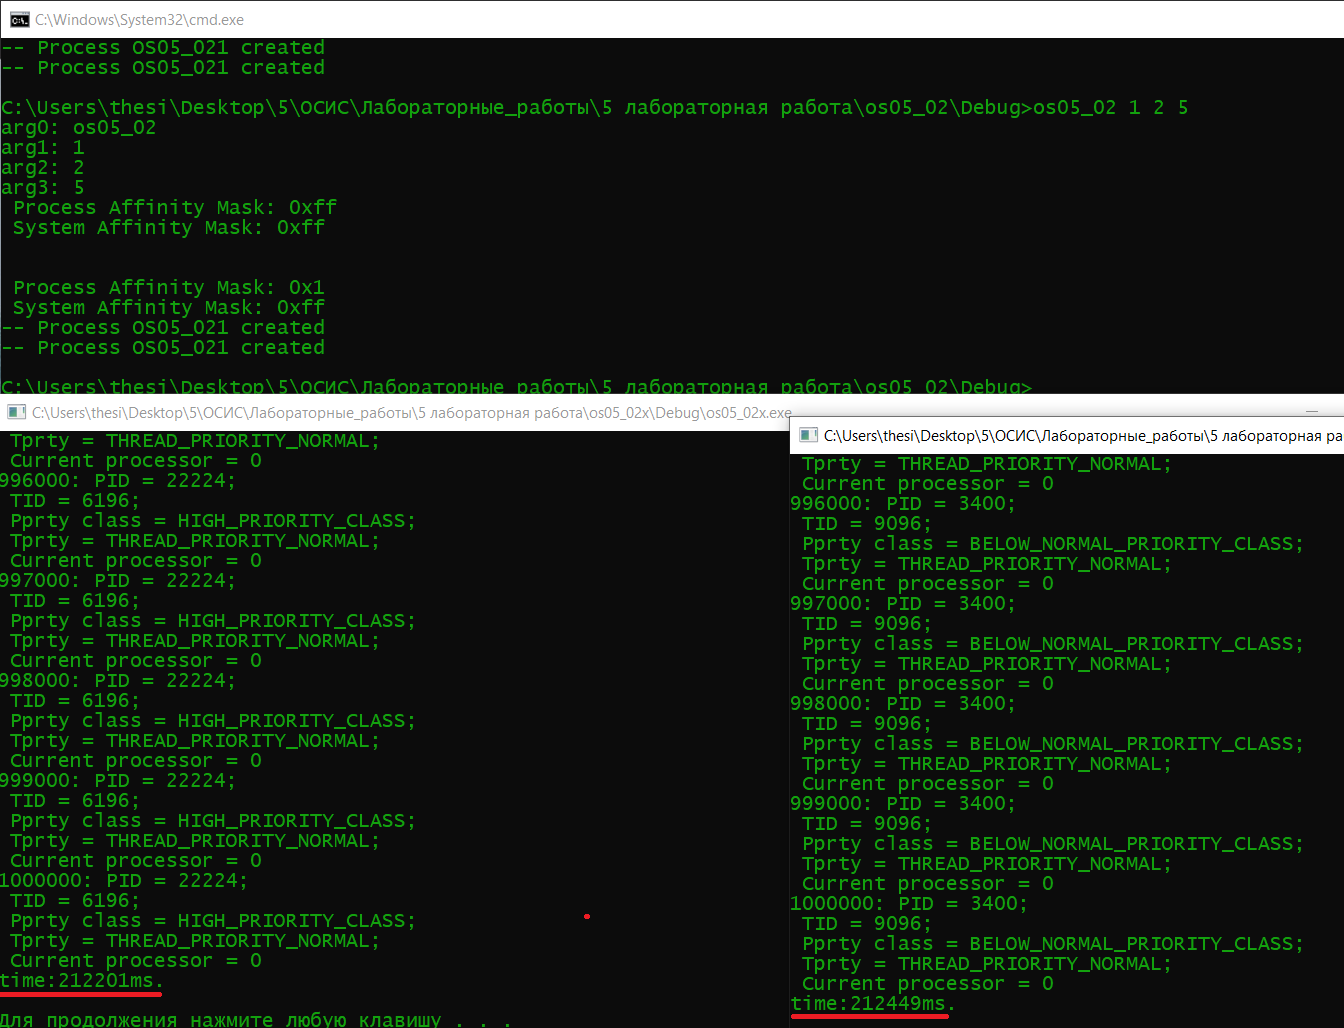 C:\Windows\System32\cmd.exe
-- Process OS05_021 created
-- Process OS05_021 created
C:\Users\thesi\Desktop\5\ОСИС\Лабораторные_работы\5 лабораторная работа\os05_02\Debug>os05_02 1 2 5
arg0: os05_02
arg1: 1
arg2: 2
arg3: 5
Process Affinity Mask: 0xff
System Affinity Mask: 0xff
Process Affinity Mask: 0x1
System Affinity Mask: 0xff
-- Process OS05_021 created
-- Process OS05_021 created
C:\Users\thesi\Desktop\5\ОСИС\Лабораторные_работы\5 лабораторная работа\os05_02\Debug>
C:\Users\thesi\Desktop\5\ОСИС\Лабораторные_работы\5 лабораторная работа\os05_02x\Debug\os05_02x.exe
Tprty = THREAD_PRIORITY_NORMAL;
Current processor = 0
996000: PID = 22224;
TID = 6196;
Pprty class = HIGH_PRIORITY_CLASS;
Tprty = THREAD_PRIORITY_NORMAL;
Current processor = 0
997000: PID = 22224;
TID = 6196;
Pprty class = HIGH_PRIORITY_CLASS;
Tprty = THREAD_PRIORITY_NORMAL;
Current processor = 0
998000: PID = 22224;
TID = 6196;
Pprty class = HIGH_PRIORITY_CLASS;
Tprty = THREAD_PRIORITY_NORMAL;
Current processor = 0
999000: PID = 22224;
TID = 6196;
Pprty class = HIGH_PRIORITY_CLASS;
Tprty = THREAD_PRIORITY_NORMAL;
Current processor = 0
1000000: PID = 22224;
TID = 6196;
Pprty class = HIGH_PRIORITY_CLASS;
Tprty = THREAD_PRIORITY_NORMAL;
Current processor = 0
time:212201ms.
Для продолжения нажмите любую клавишу . . .
C:\Users\thesi\Desktop\5\ОСИС\Лабораторные_работы\5 лабораторная ра
Tprty = THREAD_PRIORITY_NORMAL;
Current processor = 0
996000: PID = 3400;
TID = 9096;
Pprty class = BELOW_NORMAL_PRIORITY_CLASS;
Tprty = THREAD_PRIORITY_NORMAL;
Current processor = 0
997000: PID = 3400;
TID = 9096;
Pprty class = BELOW_NORMAL_PRIORITY_CLASS;
Tprty = THREAD_PRIORITY_NORMAL;
Current processor = 0
998000: PID = 3400;
TID = 9096;
Pprty class = BELOW_NORMAL_PRIORITY_CLASS;
Tprty = THREAD_PRIORITY_NORMAL;
Current processor = 0
999000: PID = 3400;
TID = 9096;
Pprty class = BELOW_NORMAL_PRIORITY_CLASS;
Tprty = THREAD_PRIORITY_NORMAL;
Current processor = 0
1000000: PID = 3400;
TID = 9096;
Pprty class = BELOW_NORMAL_PRIORITY_CLASS;
Tprty = THREAD_PRIORITY_NORMAL;
Current processor = 0
time:212449ms.